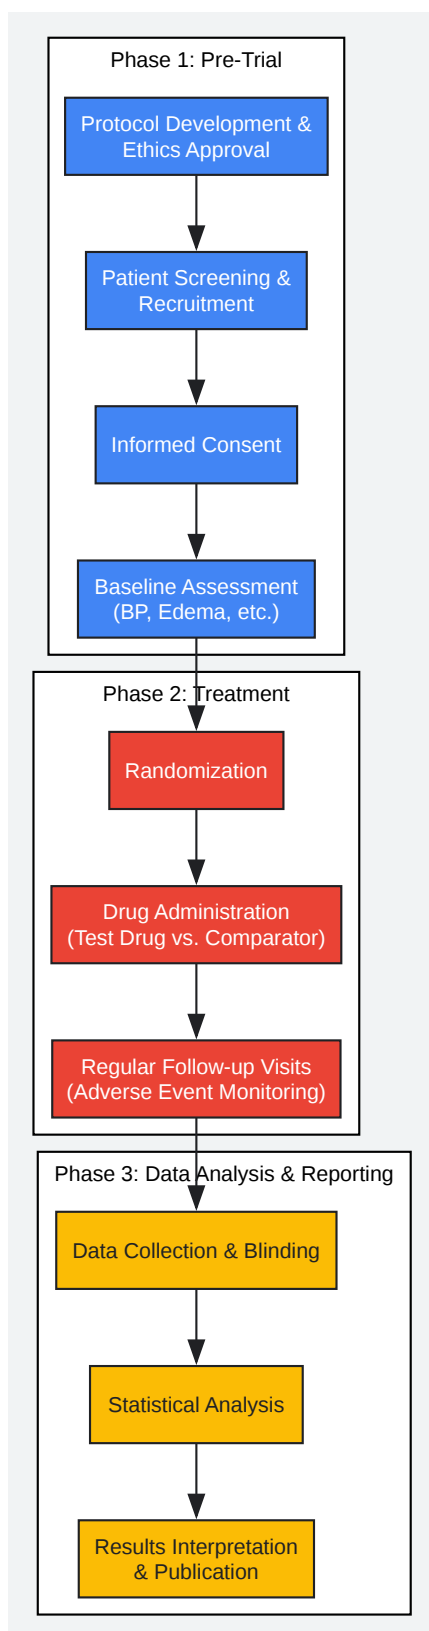 Phase 1: Pre-Trial
Protocol Development &
Ethics Approval
Patient Screening &
Recruitment
Informed Consent
Baseline Assessment
(BP, Edema, etc.)
Phase 2: Treatment
Randomization
Drug Administration
(Test Drug vs. Comparator)
Regular Follow-up Visits
(Adverse Event Monitoring)
Phase 3: Data Analysis & Reporting
Data Collection & Blinding
Statistical Analysis
Results Interpretation
& Publication